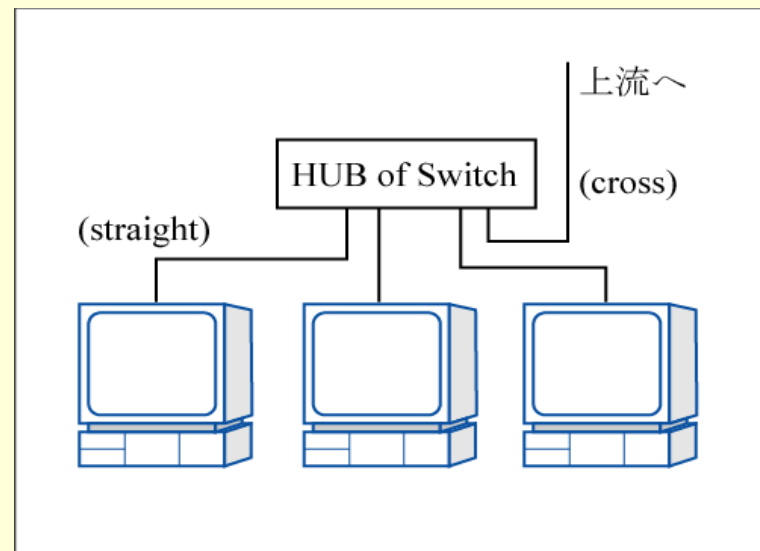 上流へ
HUB of Switch
(cross)
(straight)